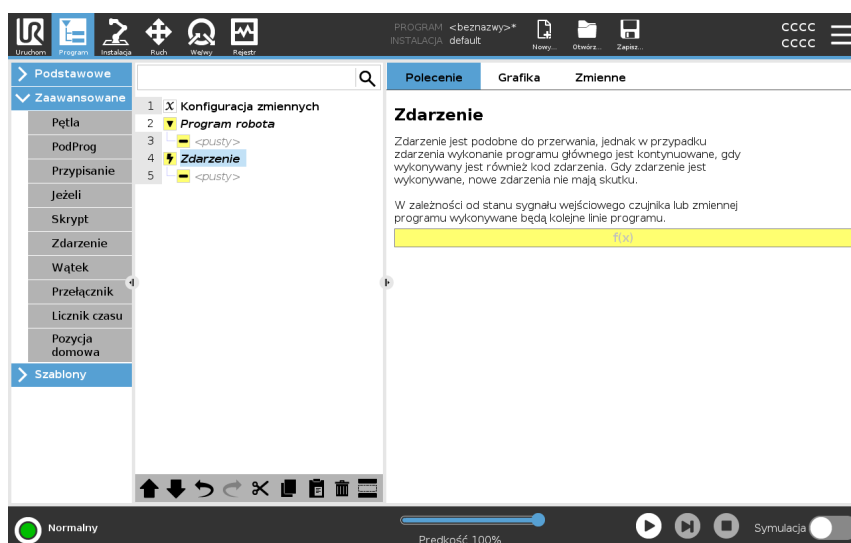 UR
PROGRAM <beznazwy>*
INSTALACJA default
Uruchom Program Instalacja Ruch We/wy Rejestr
Nowy... Otwórz... Zapisz...
cccc
cccc
Podstawowe
Zaawansowane
Pętla
PodProg
Przypisanie
Jeżeli
Skrypt
Zdarzenie
Wątek
Przełącznik
Licznik czasu
Pozycja
domowa
Szablony
1 X Konfiguracja zmiennych
2 Program robota
3 <pusty>
4 Zdarzenie
5 <pusty>
Polecenie Grafika Zmienne
Zdarzenie
Zdarzenie jest podobne do przerwania, jednak w przypadku
zdarzenia wykonanie programu głównego jest kontynuowane, gdy
wykonywany jest również kod zdarzenia. Gdy zdarzenie jest
wykonywane, nowe zdarzenia nie mają skutku.
W zależności od stanu sygnału wejściowego czujnika lub zmiennej
programu wykonywane będą kolejne linie programu.
f(x)
Normalny
Prędkość 100%
Symulacja